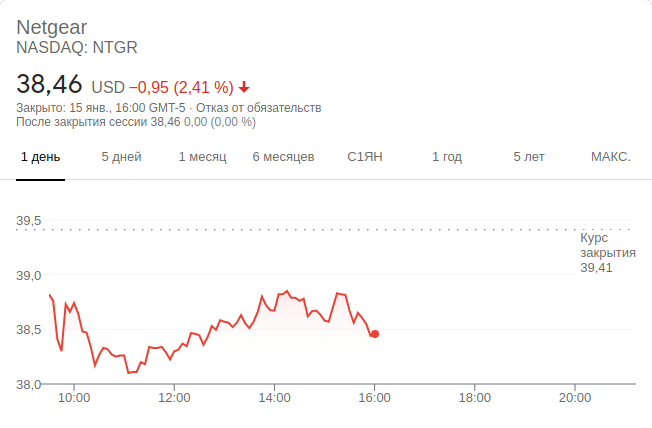 Netgear
NASDAQ: NTGR
38,46 USD −0,95 (2,41 %)
Закрыто: 15 янв., 16:00 GMT-5 · Отказ от обязательств
После закрытия сессии 38,46 0,00 (0,00 %)
1 день 5 дней 1 месяц 6 месяцев С1ЯН 1 год 5 лет МАКС.
39,5
Курс
закрытия
39,41
39,0
38,5
38,0
10:00 12:00 14:00 16:00 18:00 20:00